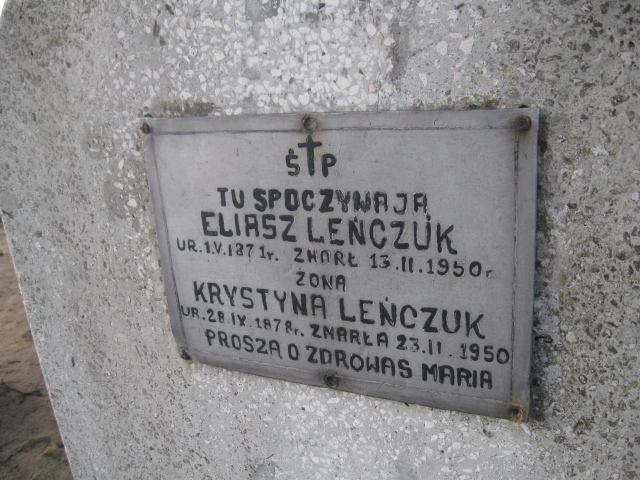 Ś†P
TU SPOCZYWAJĄ
ELIASZ LEŃCZUK
UR. 1.V.1871r. ZMARŁ 13.II.1950r.
ŻONA
KRYSTYNA LEŃCZUK
UR. 28.IX.1878r. ZMARŁA 23.II.1950
PROSZĄ O ZDROWAŚ MARIA